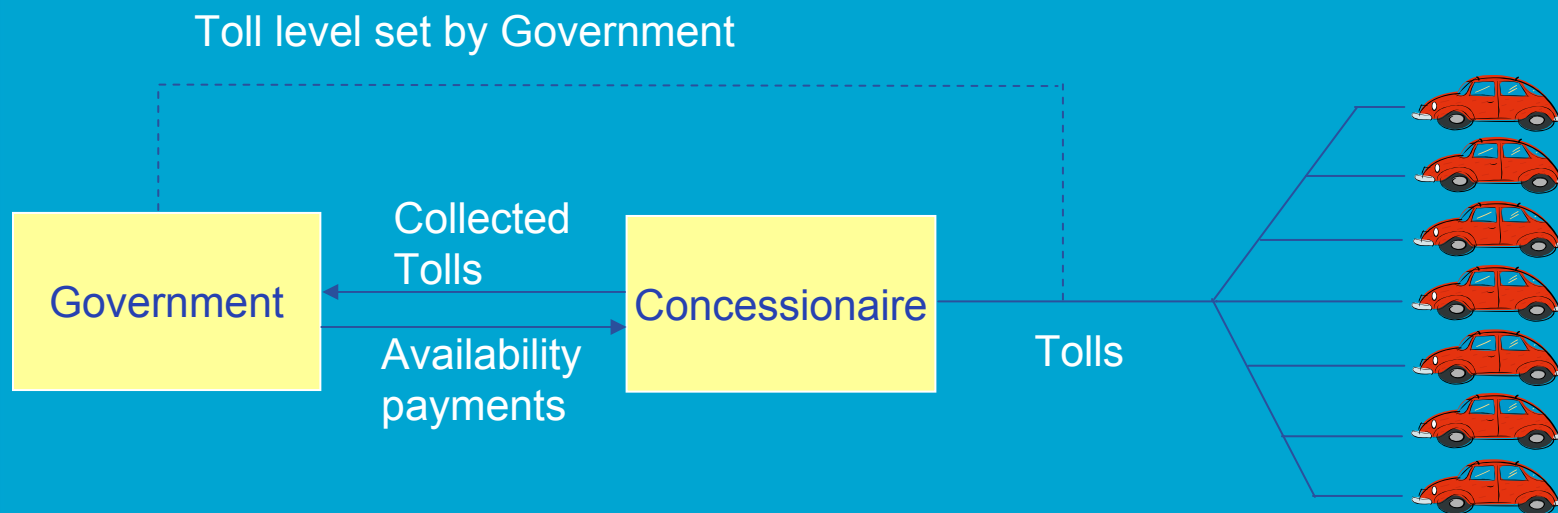 Toll level set by Government
Collected
Tolls
Government
Concessionaire
Availability
payments
Tolls